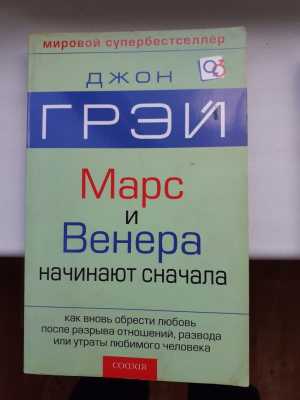 мировой супербестселлер
ДЖОН
ГРЭЙ
Марс
и
Венера
начинают сначала
как вновь обрести любовь
после разрыва отношений, развода
или утраты любимого человека
СОФИЯ